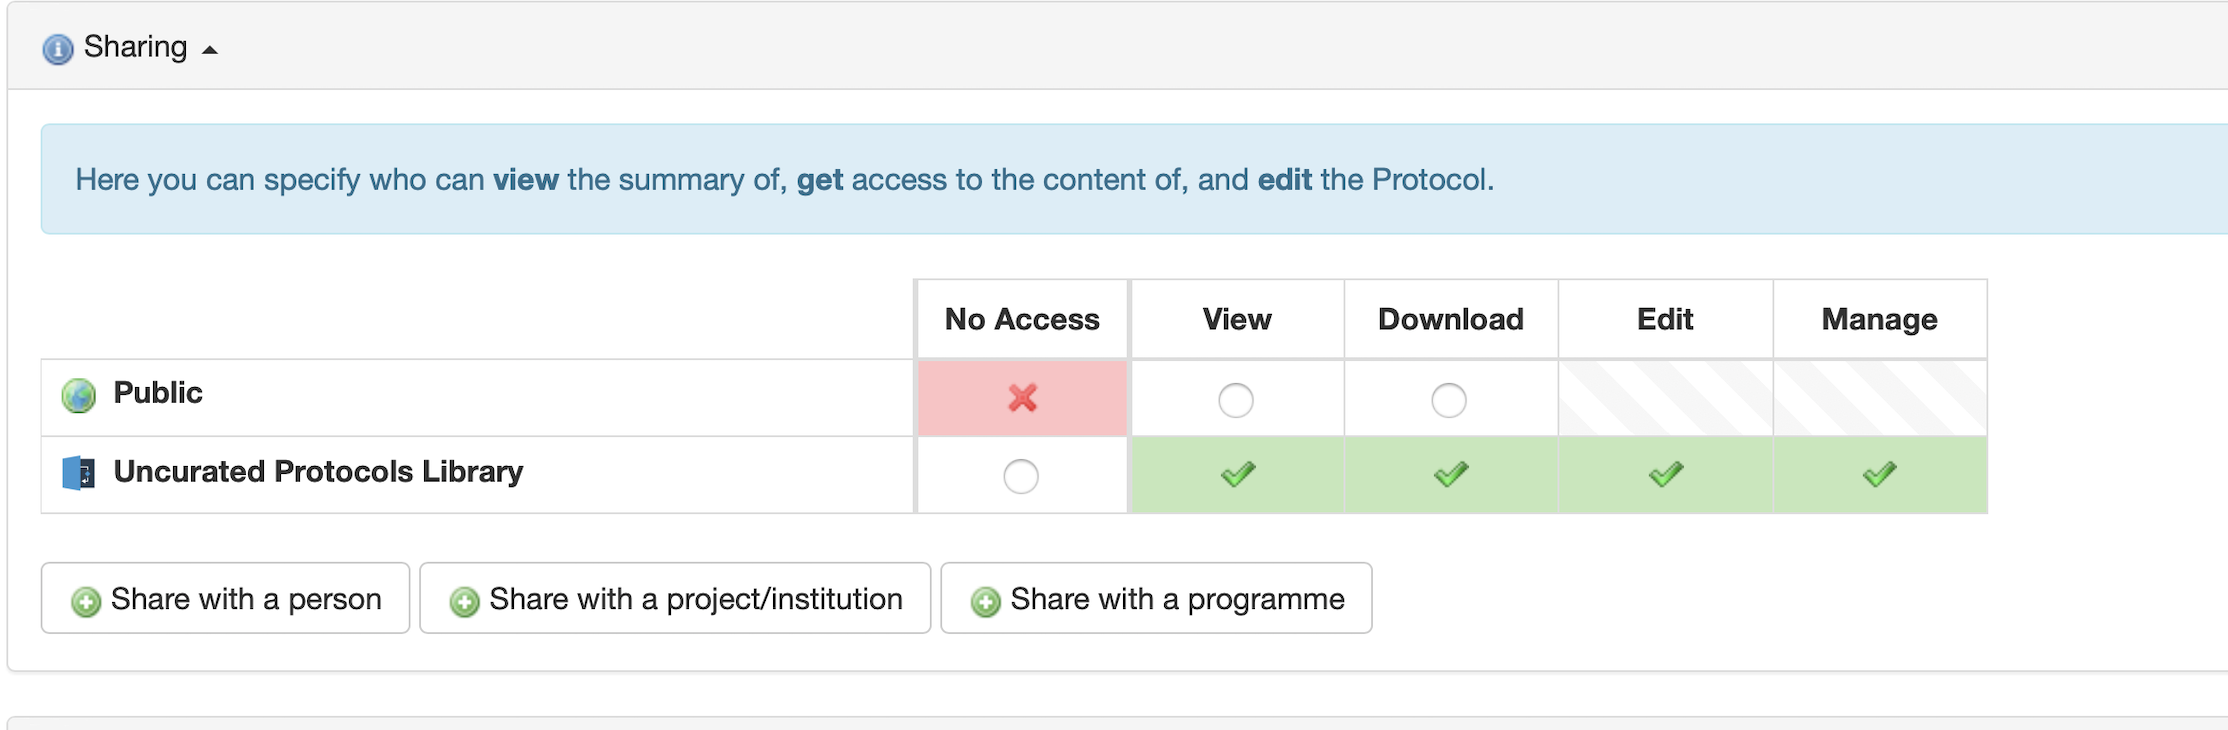 Sharing
Here you can specify who can view the summary of, get access to the content of, and edit the Protocol.
No Access View Download Edit Manage
Public
Uncurated Protocols Library
Share with a person Share with a project/institution Share with a programme